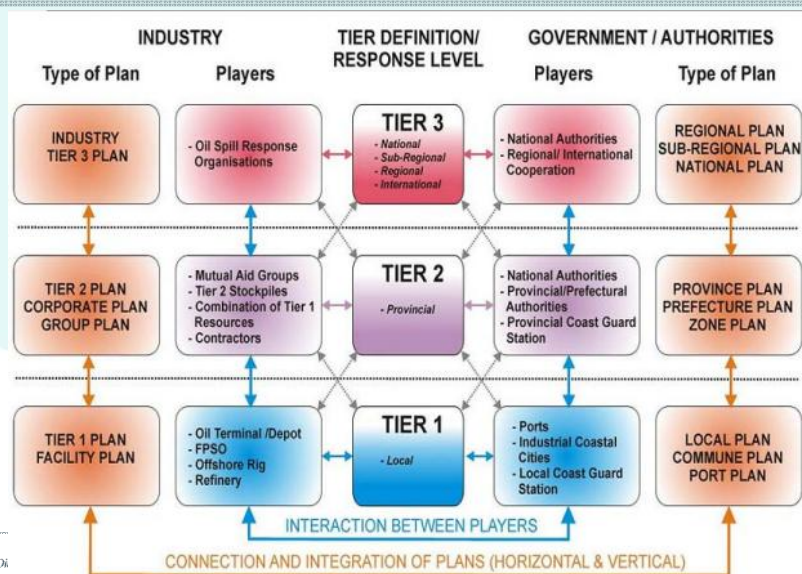 INDUSTRY
TIER DEFINITION/
RESPONSE LEVEL
GOVERNMENT / AUTHORITIES
Type of Plan
Players
Players
Type of Plan
INDUSTRY
TIER 3 PLAN
- Oil Spill Response
Organisations
TIER 3
- National
- Sub-Regional
- Regional
- International
- National Authorities
- Regional/ International
Cooperation
REGIONAL PLAN
SUB-REGIONAL PLAN
NATIONAL PLAN
TIER 2 PLAN
CORPORATE PLAN
GROUP PLAN
- Mutual Aid Groups
- Tier 2 Stockpiles
- Combination of Tier 1
Resources
- Contractors
TIER 2
- Provincial
- National Authorities
- Provincial/Prefectural
Authorities
- Provincial Coast Guard
Station
PROVINCE PLAN
PREFECTURE PLAN
ZONE PLAN
TIER 1 PLAN
FACILITY PLAN
- Oil Terminal /Depot
- FPSO
- Offshore Rig
- Refinery
TIER 1
- Local
- Ports
- Industrial Coastal
Cities
- Local Coast Guard
Station
LOCAL PLAN
COMMUNE PLAN
PORT PLAN
INTERACTION BETWEEN PLAYERS
CONNECTION AND INTEGRATION OF PLANS (HORIZONTAL & VERTICAL)